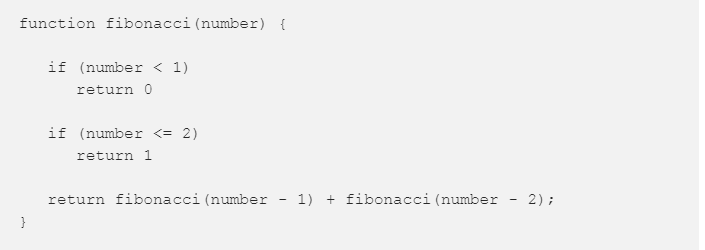 function fibonacci(number) {
if (number < 1)
return 0
if (number <= 2)
return 1
return fibonacci(number - 1) + fibonacci(number - 2);
}